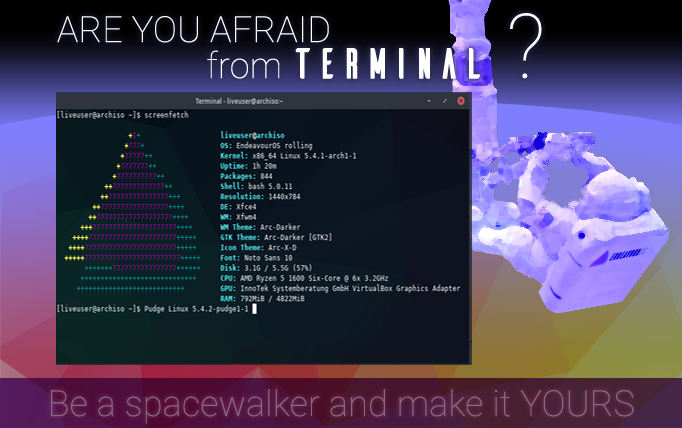 ARE YOU AFRAID
from TERMINAL ?
Terminal - liveuser@archiso:~
[liveuser@archiso ~]$ screenfetch
liveuser@archiso
OS: EndeavourOS rolling
Kernel: x86_64 Linux 5.4.1-arch1-1
Uptime: 1h 20m
Packages: 844
Shell: bash 5.0.11
Resolution: 1440x784
DE: Xfce4
WM: Xfwm4
WM Theme: Arc-Darker
GTK Theme: Arc-Darker [GTK2]
Icon Theme: Arc-X-D
Font: Noto Sans 10
Disk: 3.1G / 5.5G (57%)
CPU: AMD Ryzen 5 1600 Six-Core @ 6x 3.2GHz
GPU: InnoTek Systemberatung GmbH VirtualBox Graphics Adapter
RAM: 792MiB / 4822MiB
[liveuser@archiso ~]$ Pudge Linux 5.4.2-pudge1-1
Be a spacewalker and make it YOURS